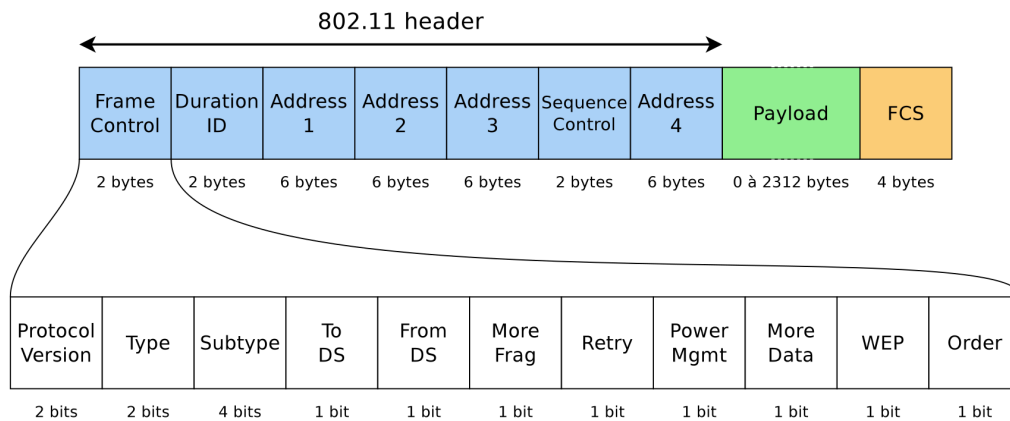 802.11 header
Frame Control
Duration ID
Address 1
Address 2
Address 3
Sequence Control
Address 4
Payload
FCS
2 bytes
2 bytes
6 bytes
6 bytes
6 bytes
2 bytes
6 bytes
0 à 2312 bytes
4 bytes
Protocol Version
Type
Subtype
To DS
From DS
More Frag
Retry
Power Mgmt
More Data
WEP
Order
2 bits
2 bits
4 bits
1 bit
1 bit
1 bit
1 bit
1 bit
1 bit
1 bit
1 bit